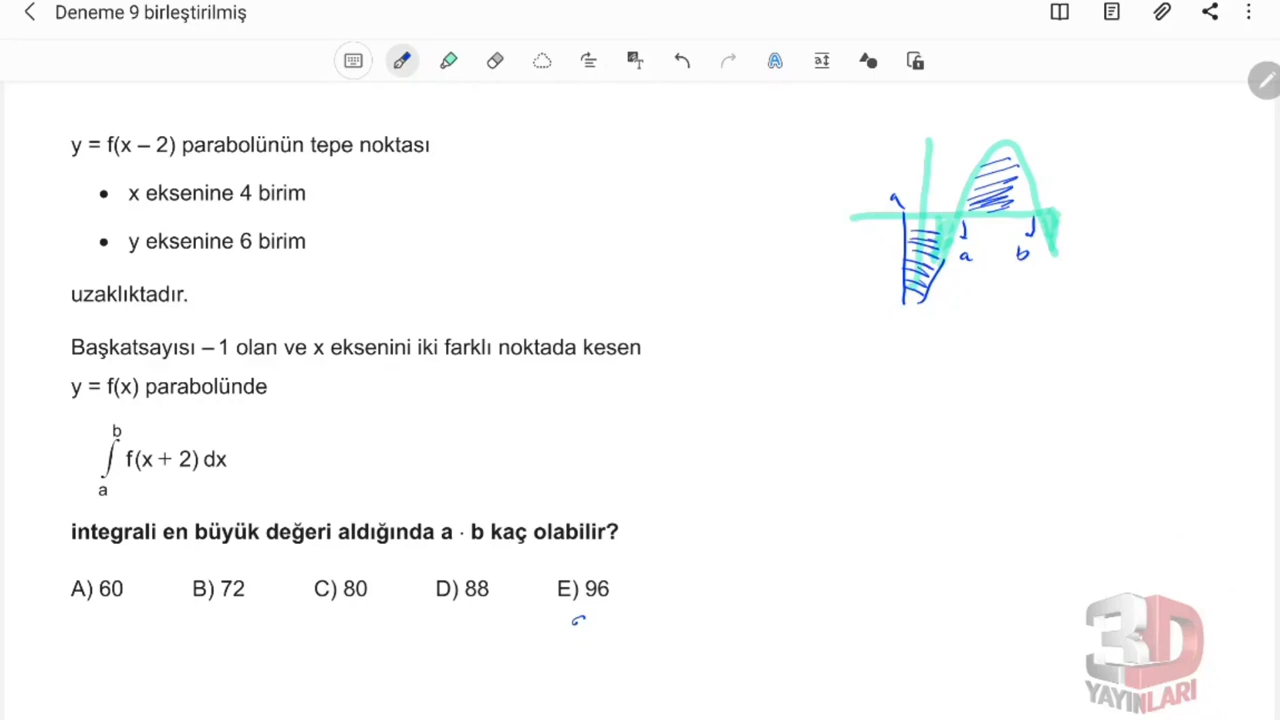 Deneme 9 birleştirilmiş
y = f(x – 2) parabolünün tepe noktası
• x eksenine 4 birim
• y eksenine 6 birim
uzaklıktadır.
Başkatsayısı – 1 olan ve x eksenini iki farklı noktada kesen
y = f(x) parabolünde
b
∫ f(x + 2) dx
a
integrali en büyük değeri aldığında a · b kaç olabilir?
A) 60 B) 72 C) 80 D) 88 E) 96
a b
3D
YAYINLARI